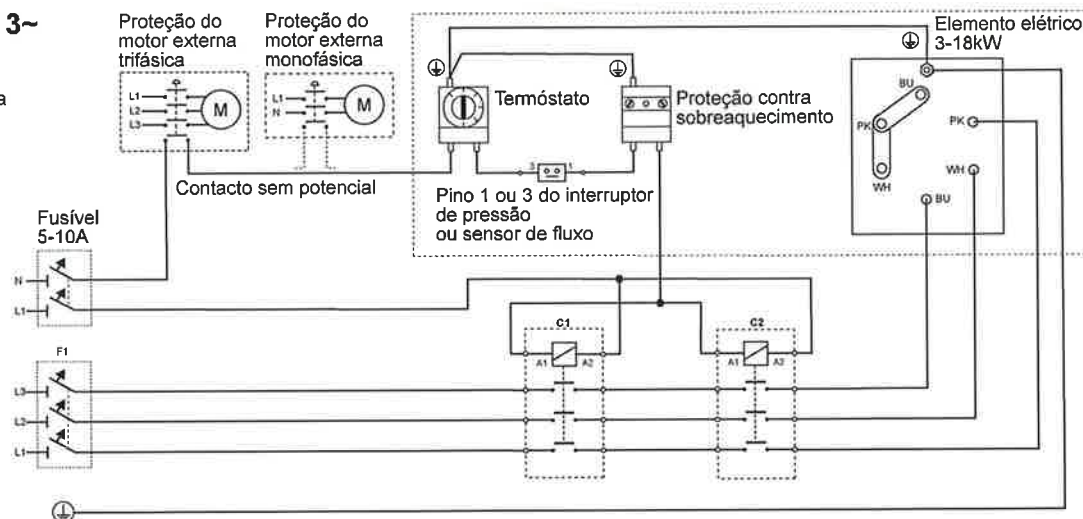 3~
Proteção do
motor externa
trifásica
Proteção do
motor externa
monofásica
Elemento elétrico
3-18kW
a
L1
L2
L3
M
L1
N
M
Termóstato
Proteção contra
sobreaquecimento
BU
PK
PK
WH
WH
BU
3
1
Contacto sem potencial
Pino 1 ou 3 do interruptor
de pressão
ou sensor de fluxo
Fusível
5-10A
N
L1
C1
C2
A1
A2
A1
A2
F1
L3
L2
L1